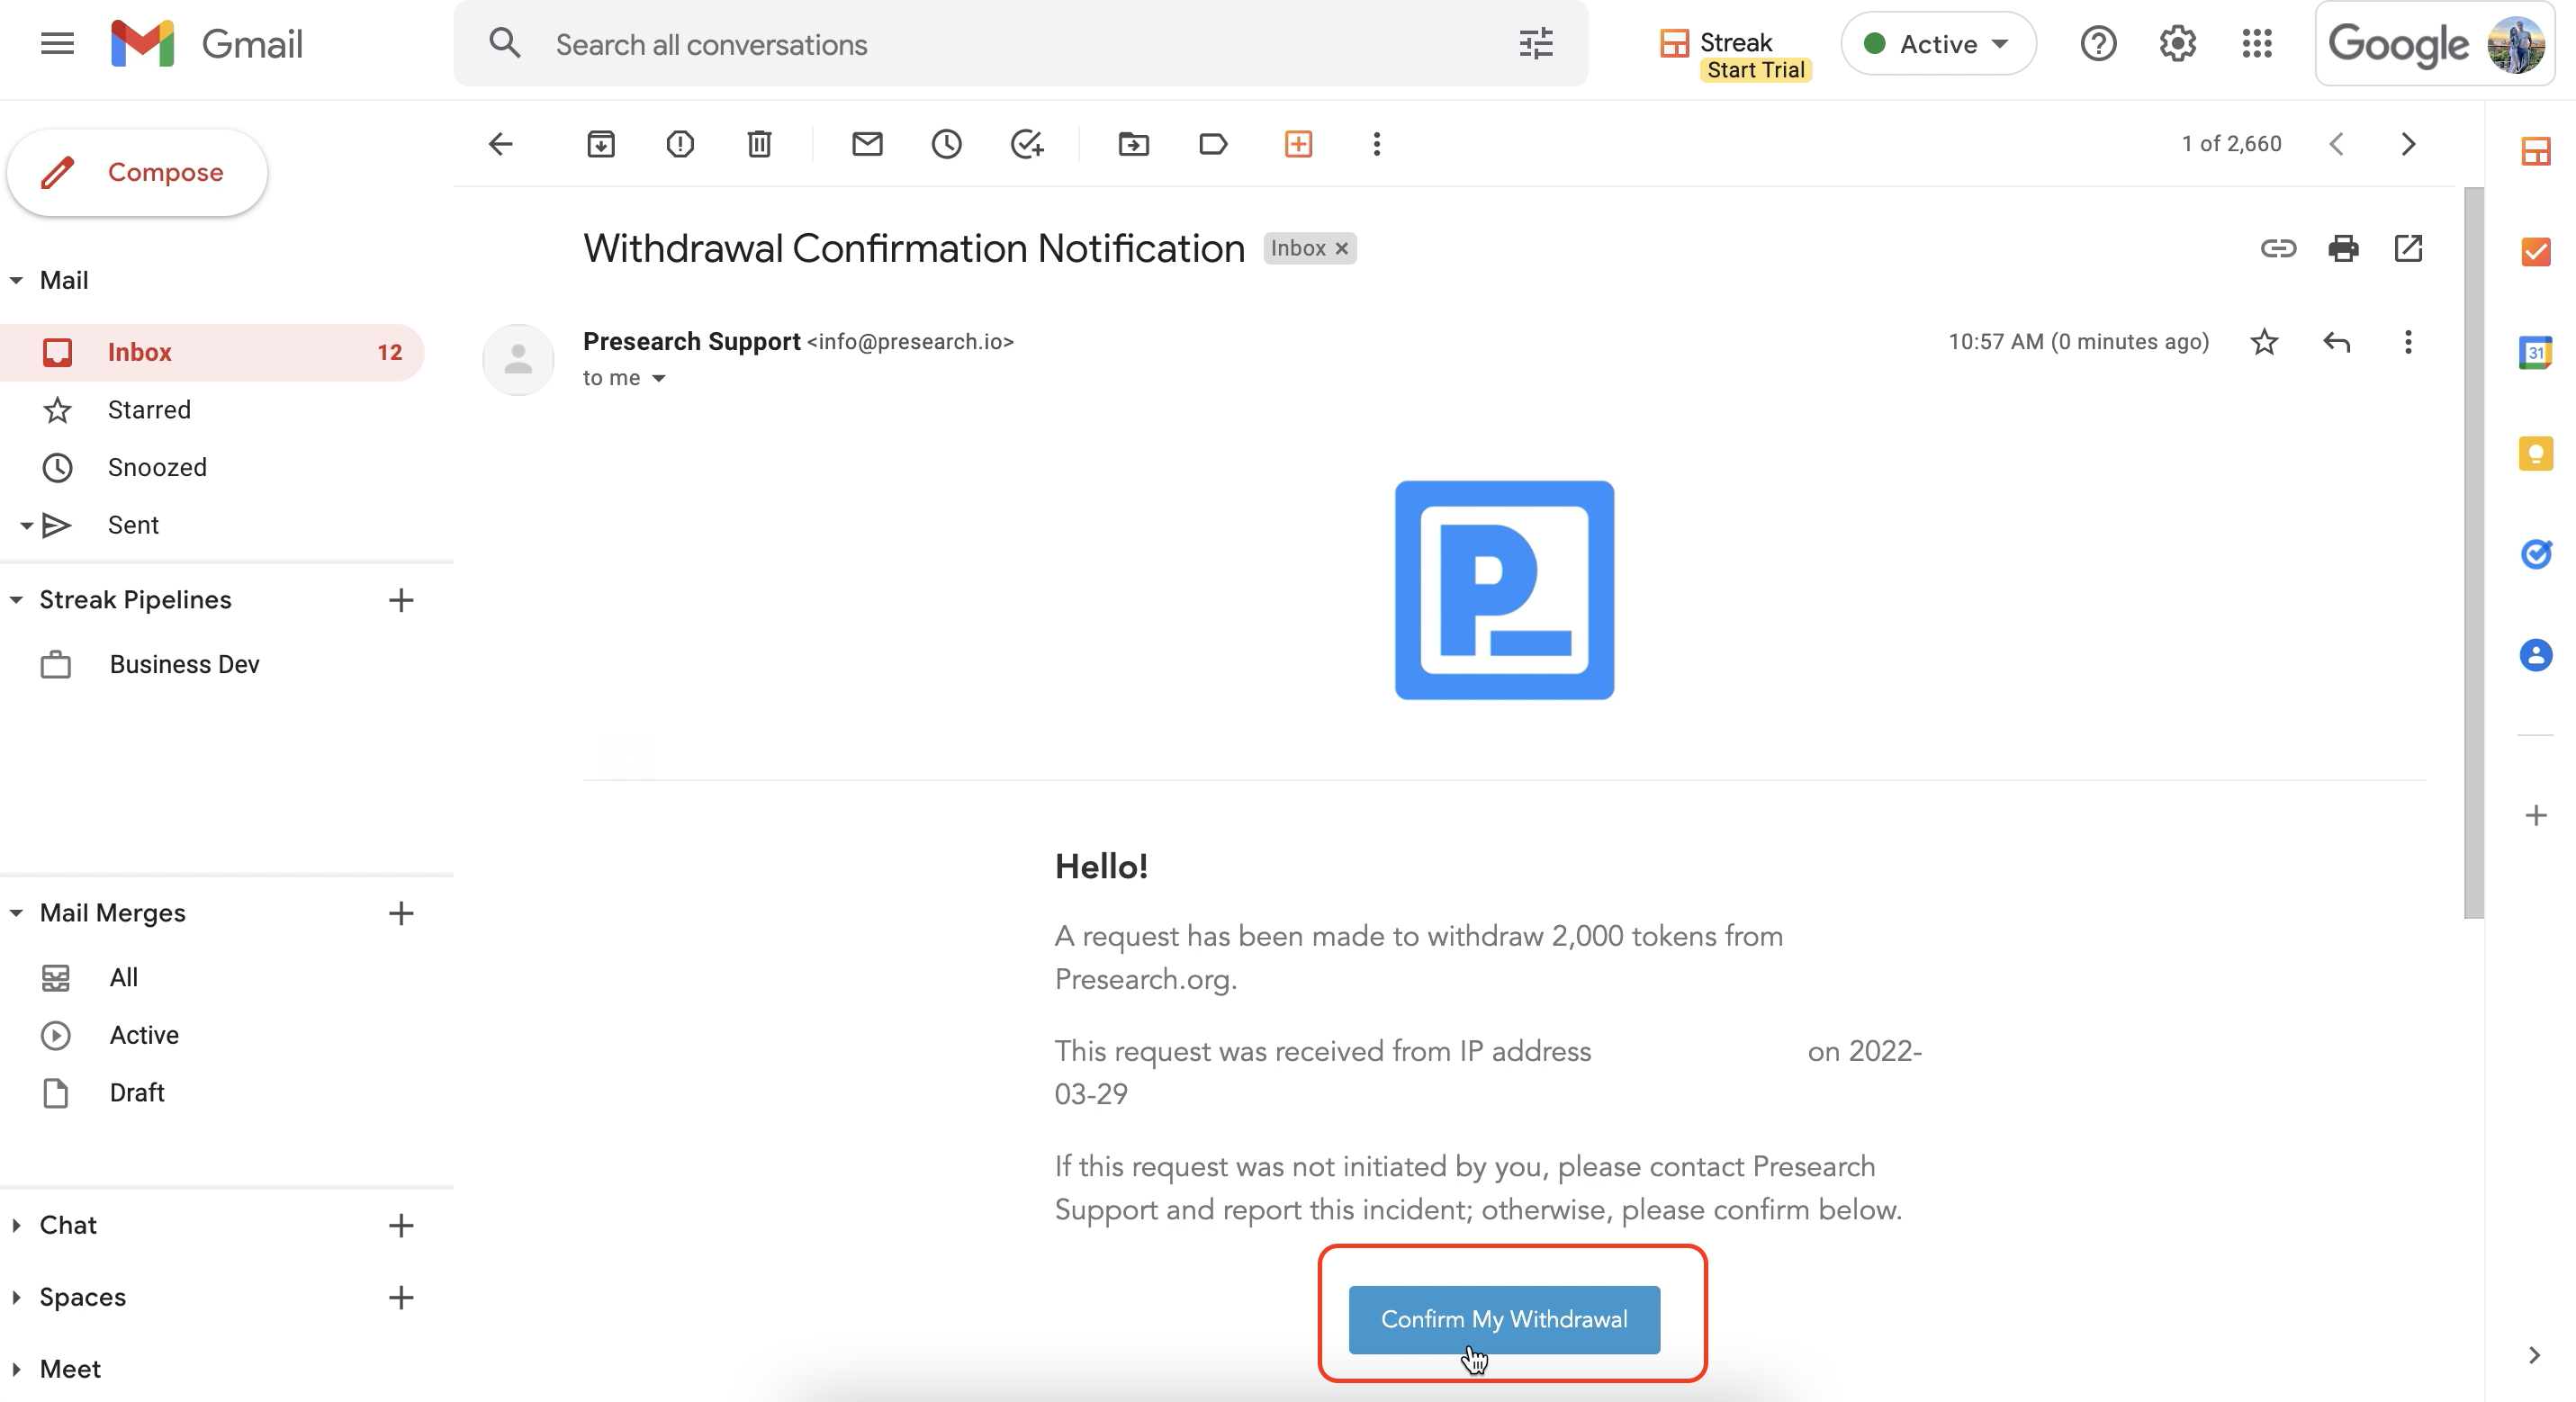 Gmail
Search all conversations
Streak
Start Trial
Active
Google
Compose
1 of 2,660
Mail
Withdrawal Confirmation Notification Inbox ×
Inbox 12
Presearch Support <info@presearch.io>
10:57 AM (0 minutes ago)
to me
Starred
Snoozed
Sent
31
P_
Streak Pipelines
Business Dev
Hello!
A request has been made to withdraw 2,000 tokens from
Presearch.org.
This request was received from IP address on 2022-
03-29
If this request was not initiated by you, please contact Presearch
Support and report this incident; otherwise, please confirm below.
Confirm My Withdrawal
Mail Merges
All
Active
Draft
Chat
Spaces
Meet